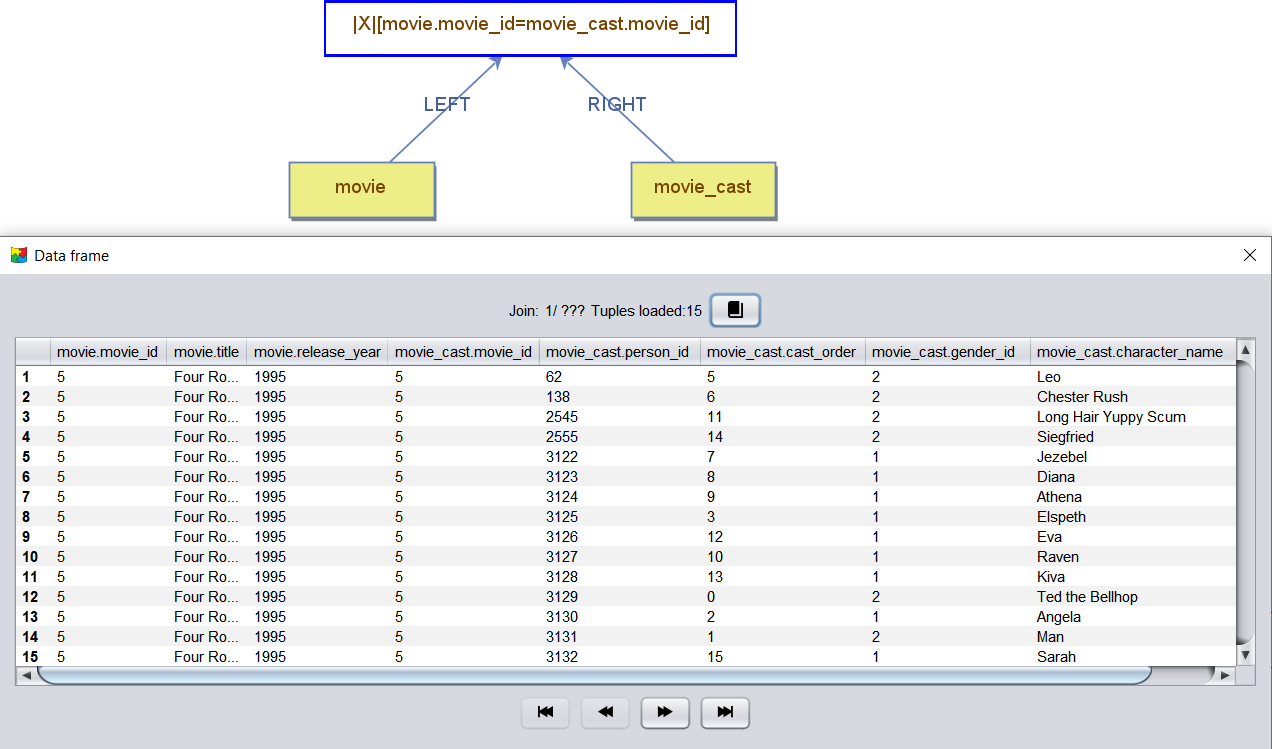 |X|[movie.movie_id=movie_cast.movie_id]
LEFT RIGHT
movie movie_cast
Data frame
Join: 1/ ??? Tuples loaded:15
movie.movie_id movie.title movie.release_year movie_cast.movie_id movie_cast.person_id movie_cast.cast_order movie_cast.gender_id movie_cast.character_name
1 5 Four Ro... 1995 5 62 5 2 Leo
2 5 Four Ro... 1995 5 138 6 2 Chester Rush
3 5 Four Ro... 1995 5 2545 11 2 Long Hair Yuppy Scum
4 5 Four Ro... 1995 5 2555 14 2 Siegfried
5 5 Four Ro... 1995 5 3122 7 1 Jezebel
6 5 Four Ro... 1995 5 3123 8 1 Diana
7 5 Four Ro... 1995 5 3124 9 1 Athena
8 5 Four Ro... 1995 5 3125 3 1 Elspeth
9 5 Four Ro... 1995 5 3126 12 1 Eva
10 5 Four Ro... 1995 5 3127 10 1 Raven
11 5 Four Ro... 1995 5 3128 13 1 Kiva
12 5 Four Ro... 1995 5 3129 0 2 Ted the Bellhop
13 5 Four Ro... 1995 5 3130 2 1 Angela
14 5 Four Ro... 1995 5 3131 1 2 Man
15 5 Four Ro... 1995 5 3132 15 1 Sarah